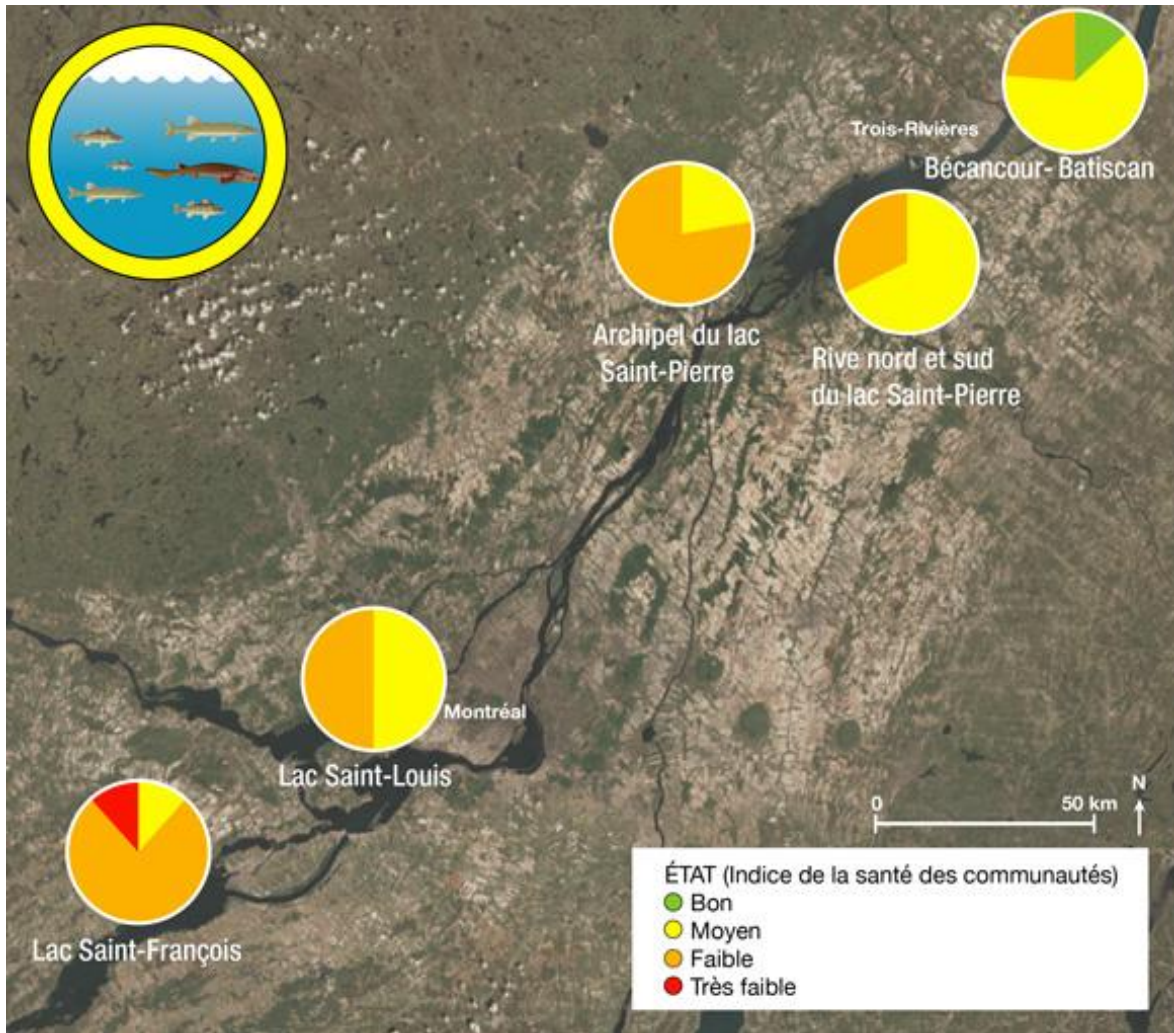 Trois-Rivières
Bécancour- Batiscan
Archipel du lac
Saint-Pierre
Rive nord et sud
du lac Saint-Pierre
Montréal
Lac Saint-Louis
Lac Saint-François
0 50 km
N
ÉTAT (Indice de la santé des communautés)
Bon
Moyen
Faible
Très faible